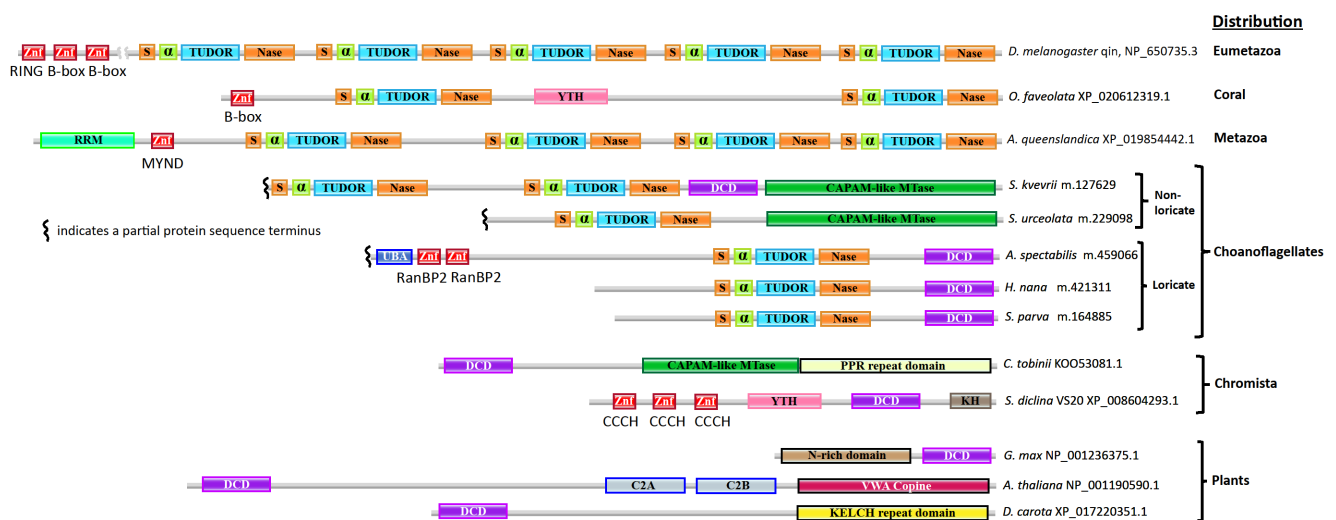 Distribution
Znf Znf Znf S α TUDOR Nase S α TUDOR Nase S α TUDOR Nase S α TUDOR Nase S α TUDOR Nase D. melanogaster qin, NP_650735.3 Eumetazoa
RING B-box B-box
Znf S α TUDOR Nase YTH S α TUDOR Nase O. faveolata XP_020612319.1 Coral
B-box
RRM Znf S α TUDOR Nase S α TUDOR Nase S α TUDOR Nase S α TUDOR Nase A. queenslandica XP_019854442.1 Metazoa
MYND
S α TUDOR Nase S α TUDOR Nase DCD CAPAM-like MTase S. kvevrii m.127629
Non-
loricate
S α TUDOR Nase CAPAM-like MTase S. urceolata m.229098
indicates a partial protein sequence terminus
UBA Znf Znf S α TUDOR Nase DCD A. spectabilis m.459066
Choanoflagellates
RanBP2 RanBP2
H. nana m.421311 S α TUDOR Nase DCD
Loricate
S α TUDOR Nase DCD S. parva m.164885
DCD CAPAM-like MTase PPR repeat domain C. tobinii KOO53081.1
Chromista
Znf Znf Znf YTH DCD KH S. diclina VS20 XP_008604293.1
CCCH CCCH CCCH
N-rich domain DCD G. max NP_001236375.1
DCD C2A C2B VWA Copine A. thaliana NP_001190590.1 Plants
DCD KELCH repeat domain D. carota XP_017220351.1